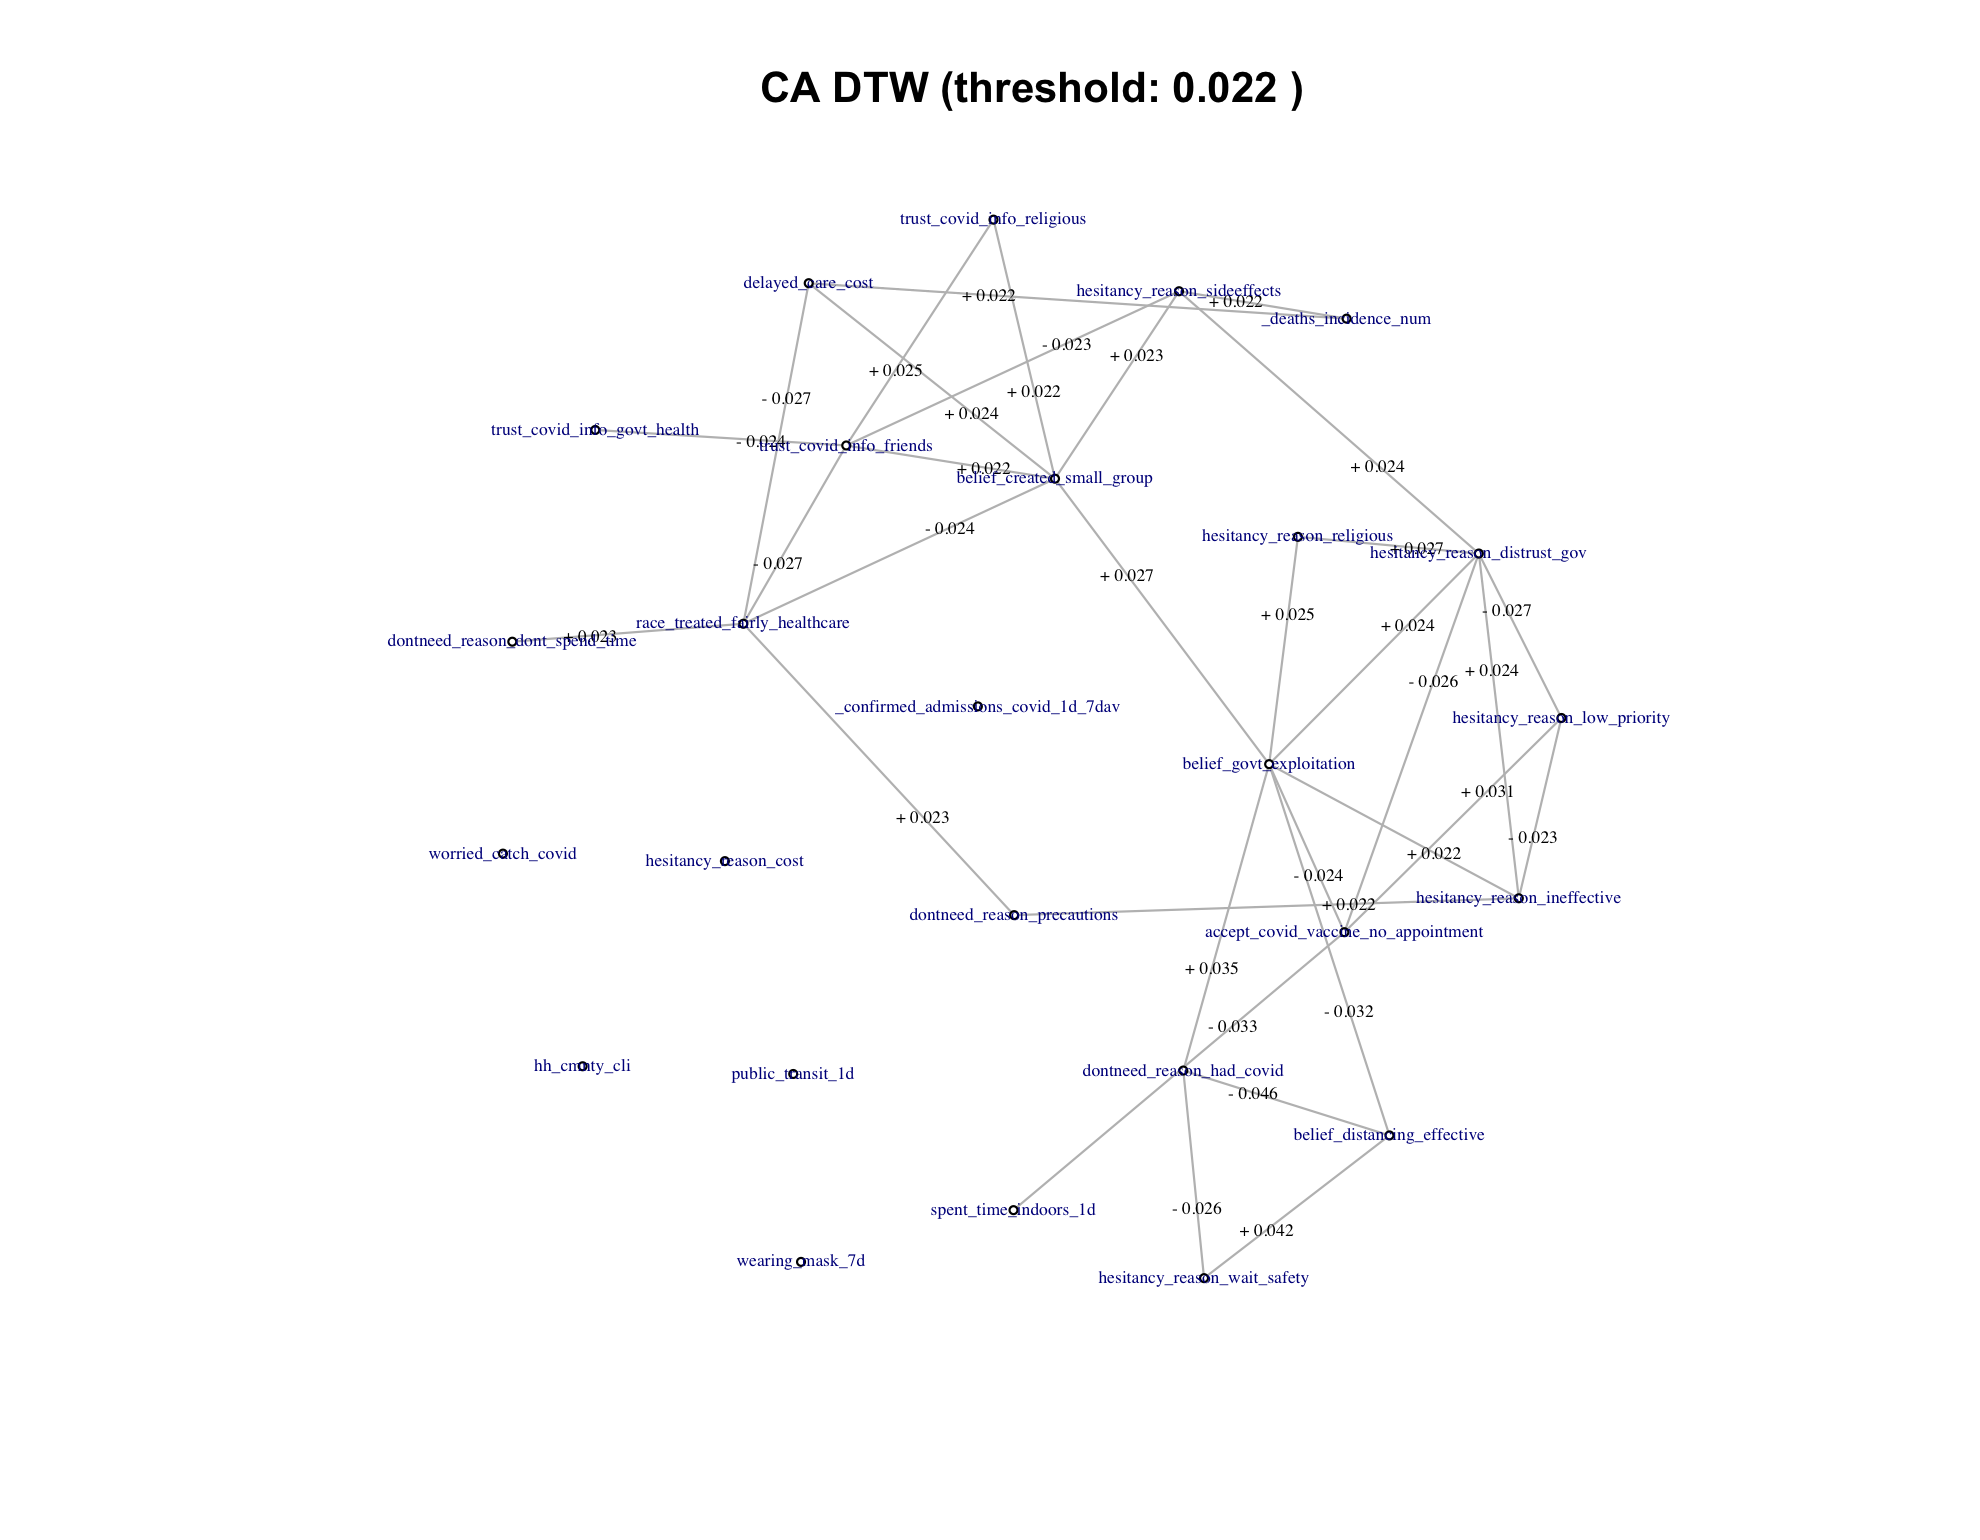 CA DTW (threshold: 0.022 )
trust_covid_info_religious
delayed_care_cost
hesitancy_reason_sideeffects
+ 0.022
+ 0.022
_deaths_incidence_num
- 0.023
+ 0.023
+ 0.025
+ 0.022
- 0.027
+ 0.024
trust_covid_info_govt_health
- 0.024
trust_covid_info_friends
+ 0.024
+ 0.022
belief_created_small_group
- 0.024
hesitancy_reason_religious
+ 0.027
hesitancy_reason_distrust_gov
- 0.027
+ 0.027
- 0.027
+ 0.025
race_treated_fairly_healthcare
+ 0.024
+ 0.023
dontneed_reason_dont_spend_time
+ 0.024
- 0.026
_confirmed_admissions_covid_1d_7dav
hesitancy_reason_low_priority
belief_govt_exploitation
+ 0.031
+ 0.023
- 0.023
worried_catch_covid
hesitancy_reason_cost
+ 0.022
- 0.024
hesitancy_reason_ineffective
+ 0.022
dontneed_reason_precautions
accept_covid_vaccine_no_appointment
+ 0.035
- 0.032
- 0.033
hh_cmnty_cli
public_transit_1d
dontneed_reason_had_covid
- 0.046
belief_distancing_effective
spent_time_indoors_1d
- 0.026
+ 0.042
wearing_mask_7d
hesitancy_reason_wait_safety